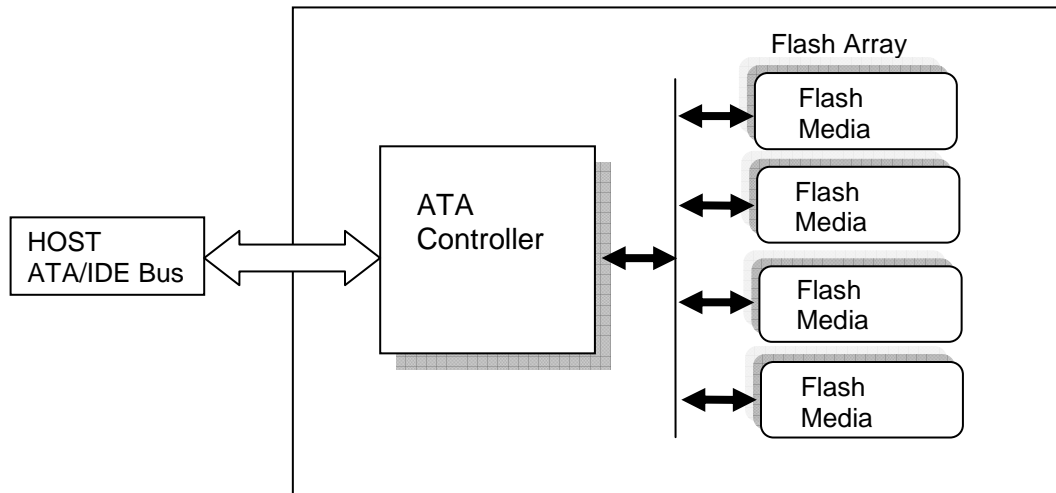 Flash Array
Flash
Media
Flash
Media
Flash
Media
Flash
Media
ATA
Controller
HOST
ATA/IDE Bus